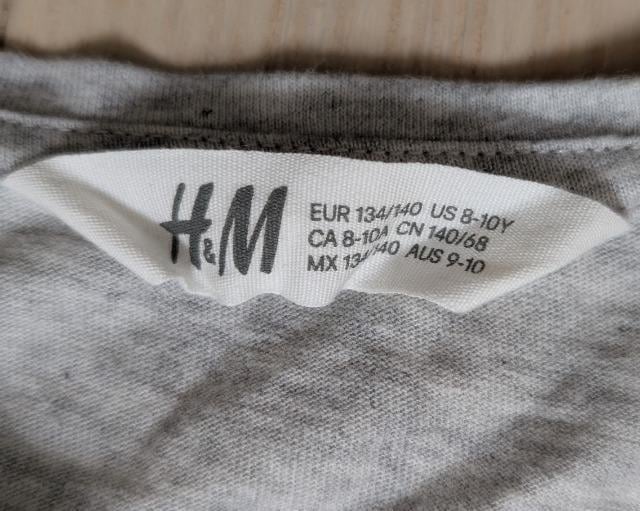 H&M
EUR 134/140 US 8-10Y
CA 8-10A CN 140/68
MX 134/140 AUS 9-10